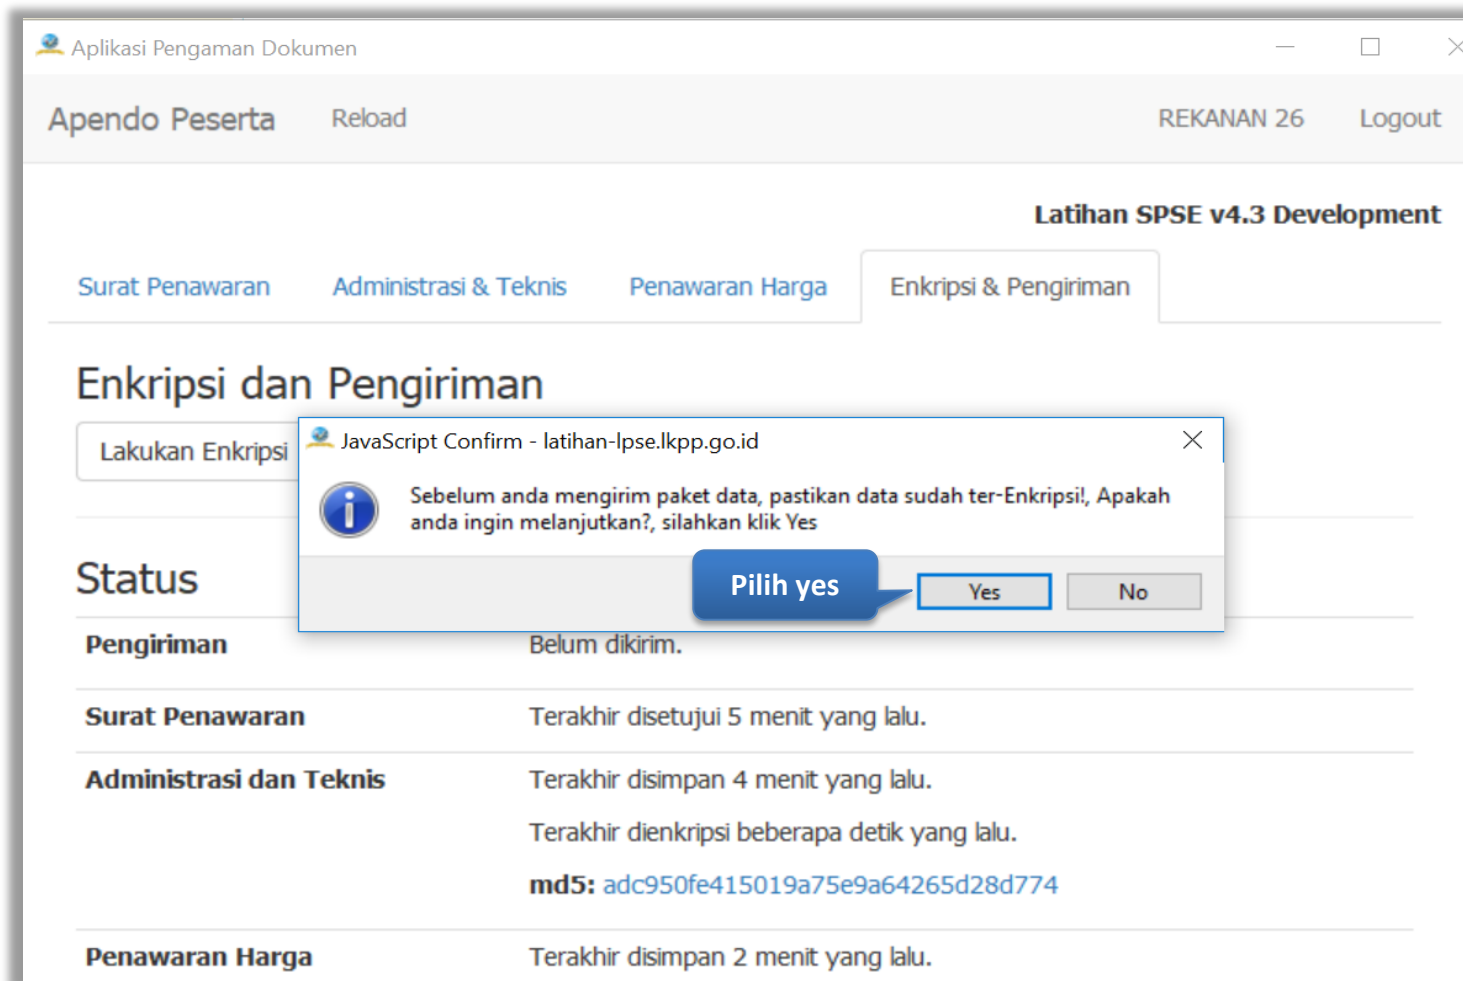 Aplikasi Pengaman Dokumen
Apendo Peserta Reload REKANAN 26 Logout
Latihan SPSE v4.3 Development
Surat Penawaran Administrasi & Teknis Penawaran Harga Enkripsi & Pengiriman
Enkripsi dan Pengiriman
Lakukan Enkripsi
JavaScript Confirm - latihan-lpse.lkpp.go.id
Sebelum anda mengirim paket data, pastikan data sudah ter-Enkripsi!, Apakah
anda ingin melanjutkan?, silahkan klik Yes
Pilih yes Yes No
Status
Pengiriman Belum dikirim.
Surat Penawaran Terakhir disetujui 5 menit yang lalu.
Administrasi dan Teknis Terakhir disimpan 4 menit yang lalu.
Terakhir dienkripsi beberapa detik yang lalu.
md5: adc950fe415019a75e9a64265d28d774
Penawaran Harga Terakhir disimpan 2 menit yang lalu.